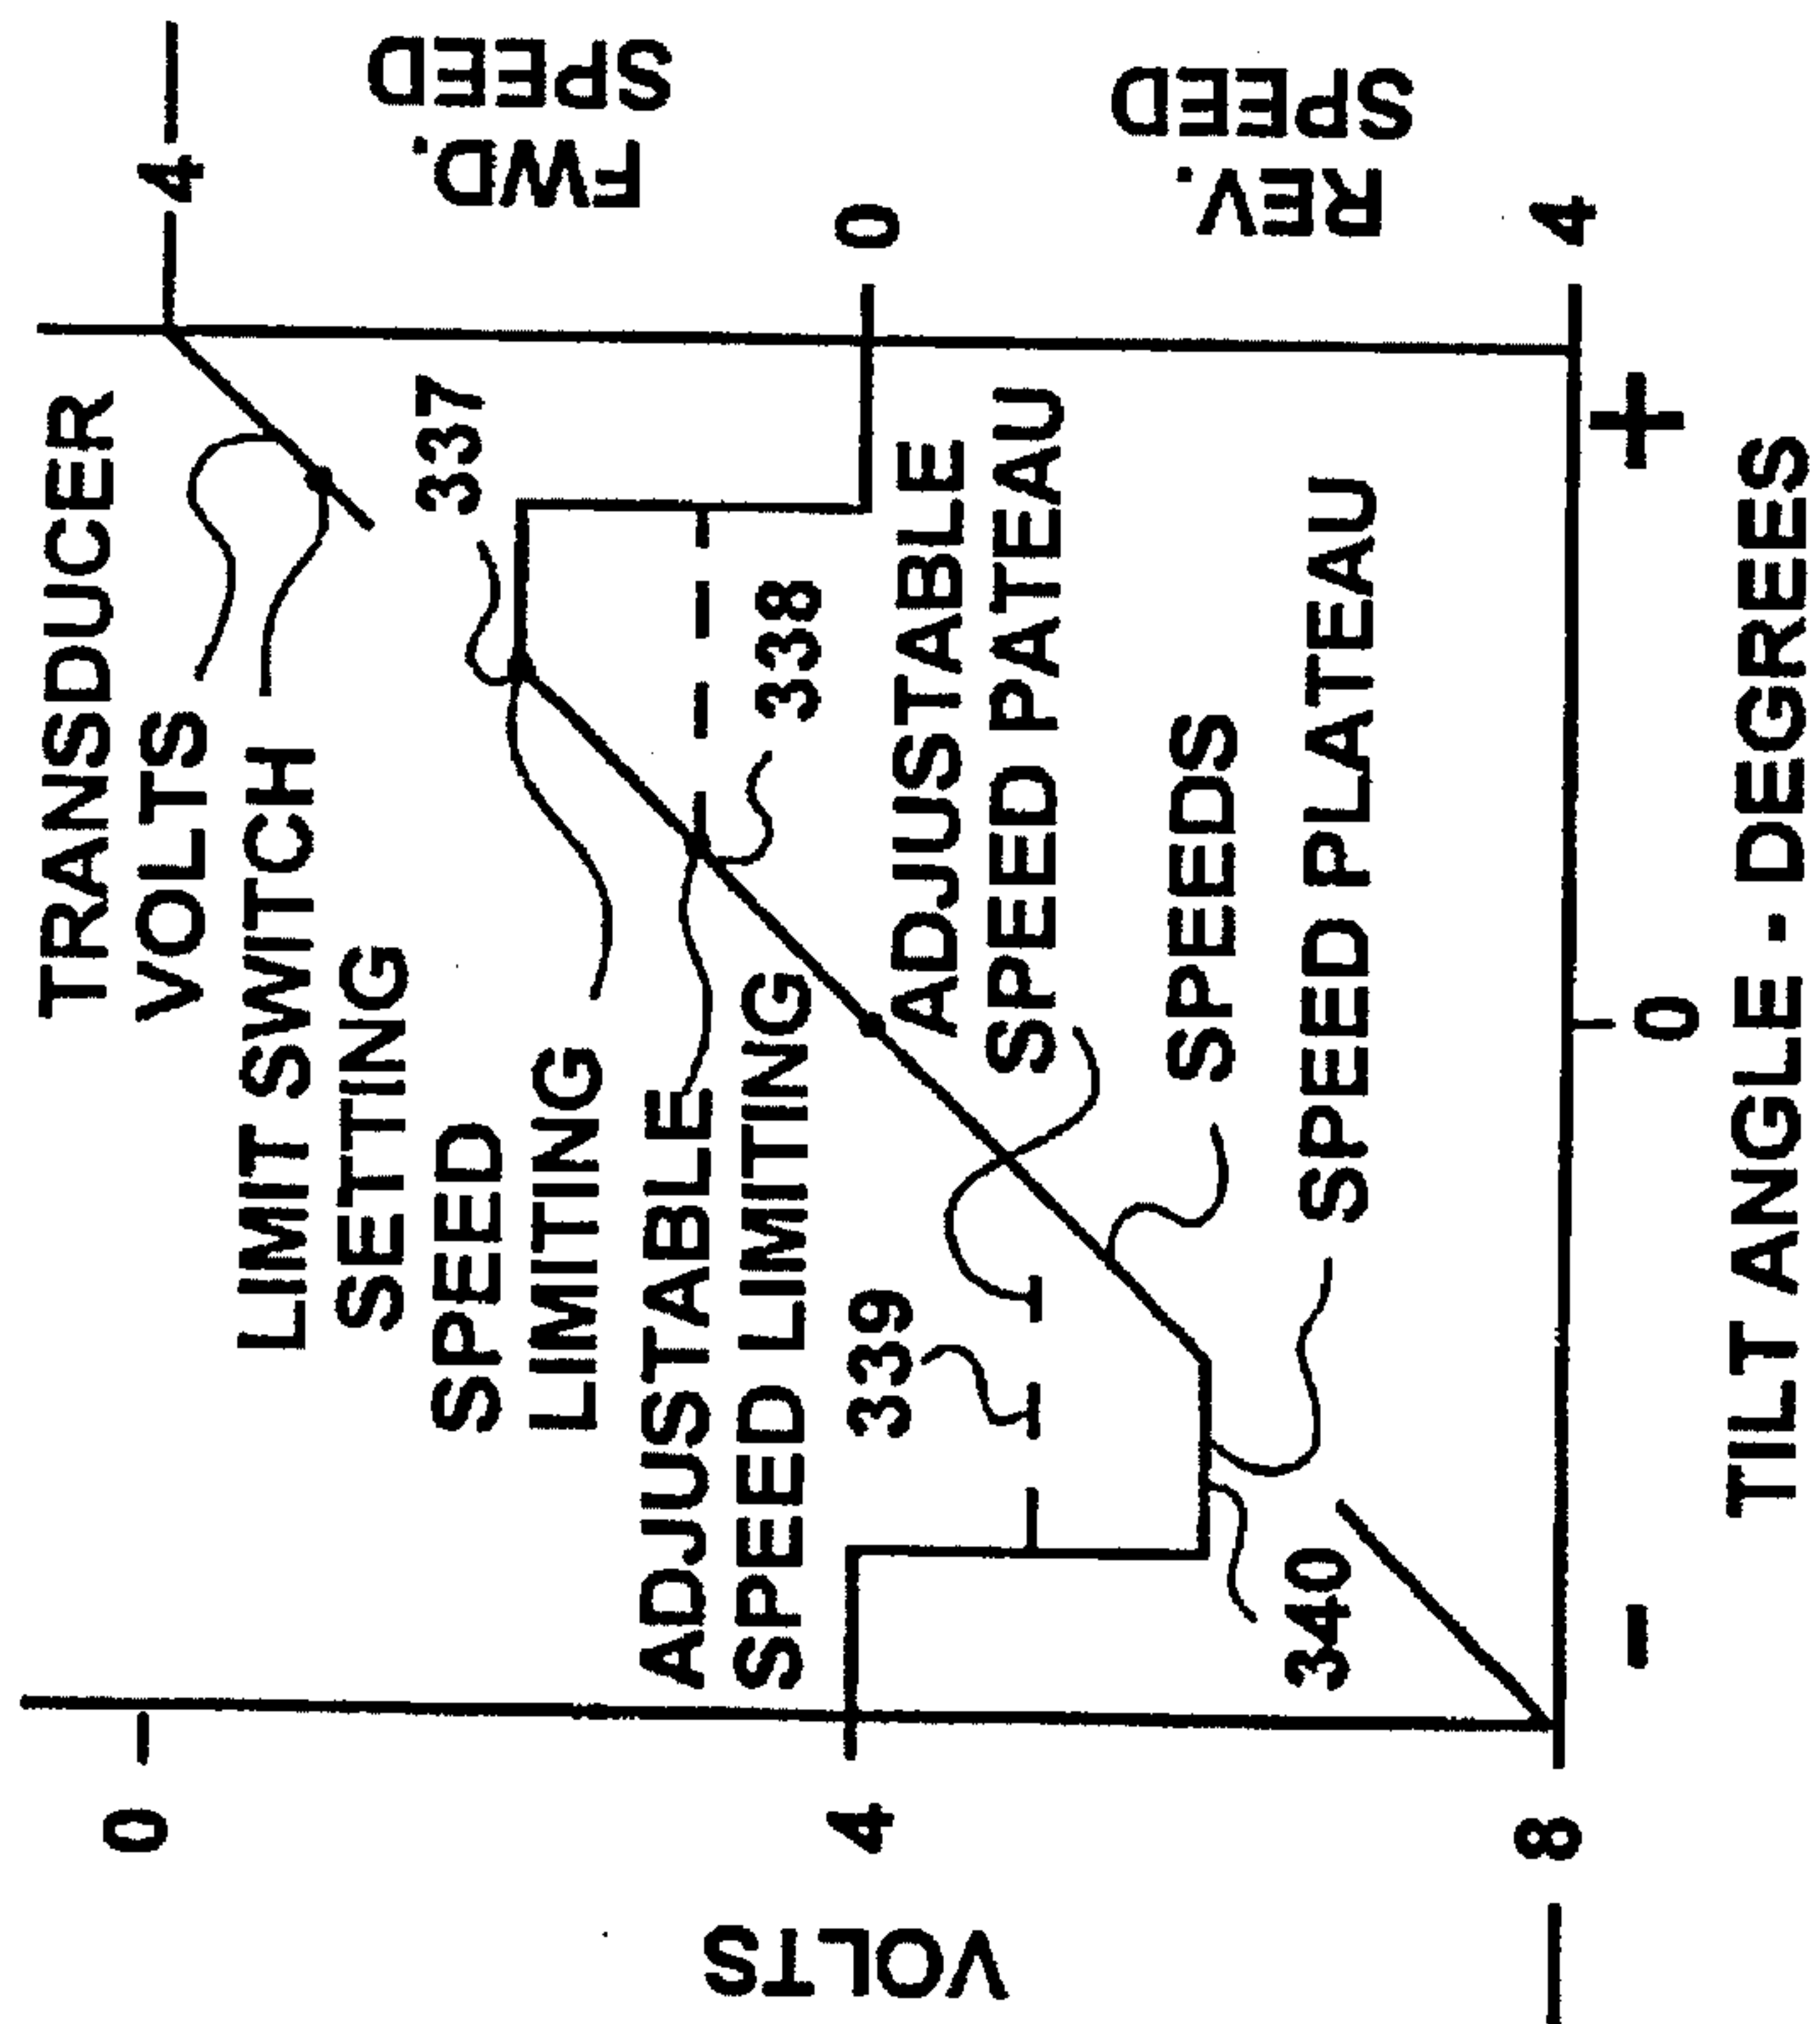 TRANSDUCER
VOLTS
LIMIT SWITCH
SETTING
SPEED
LIMITING
ADJUSTABLE
SPEED LIMITING
337
338
339
ADJUSTABLE
SPEED PATEAU
SPEEDS
SPEED PLATEAU
340
0
4
8
VOLTS
4
0
4
FWD.
SPEED
REV.
SPEED
- 0 +
TILT ANGLE - DEGREES